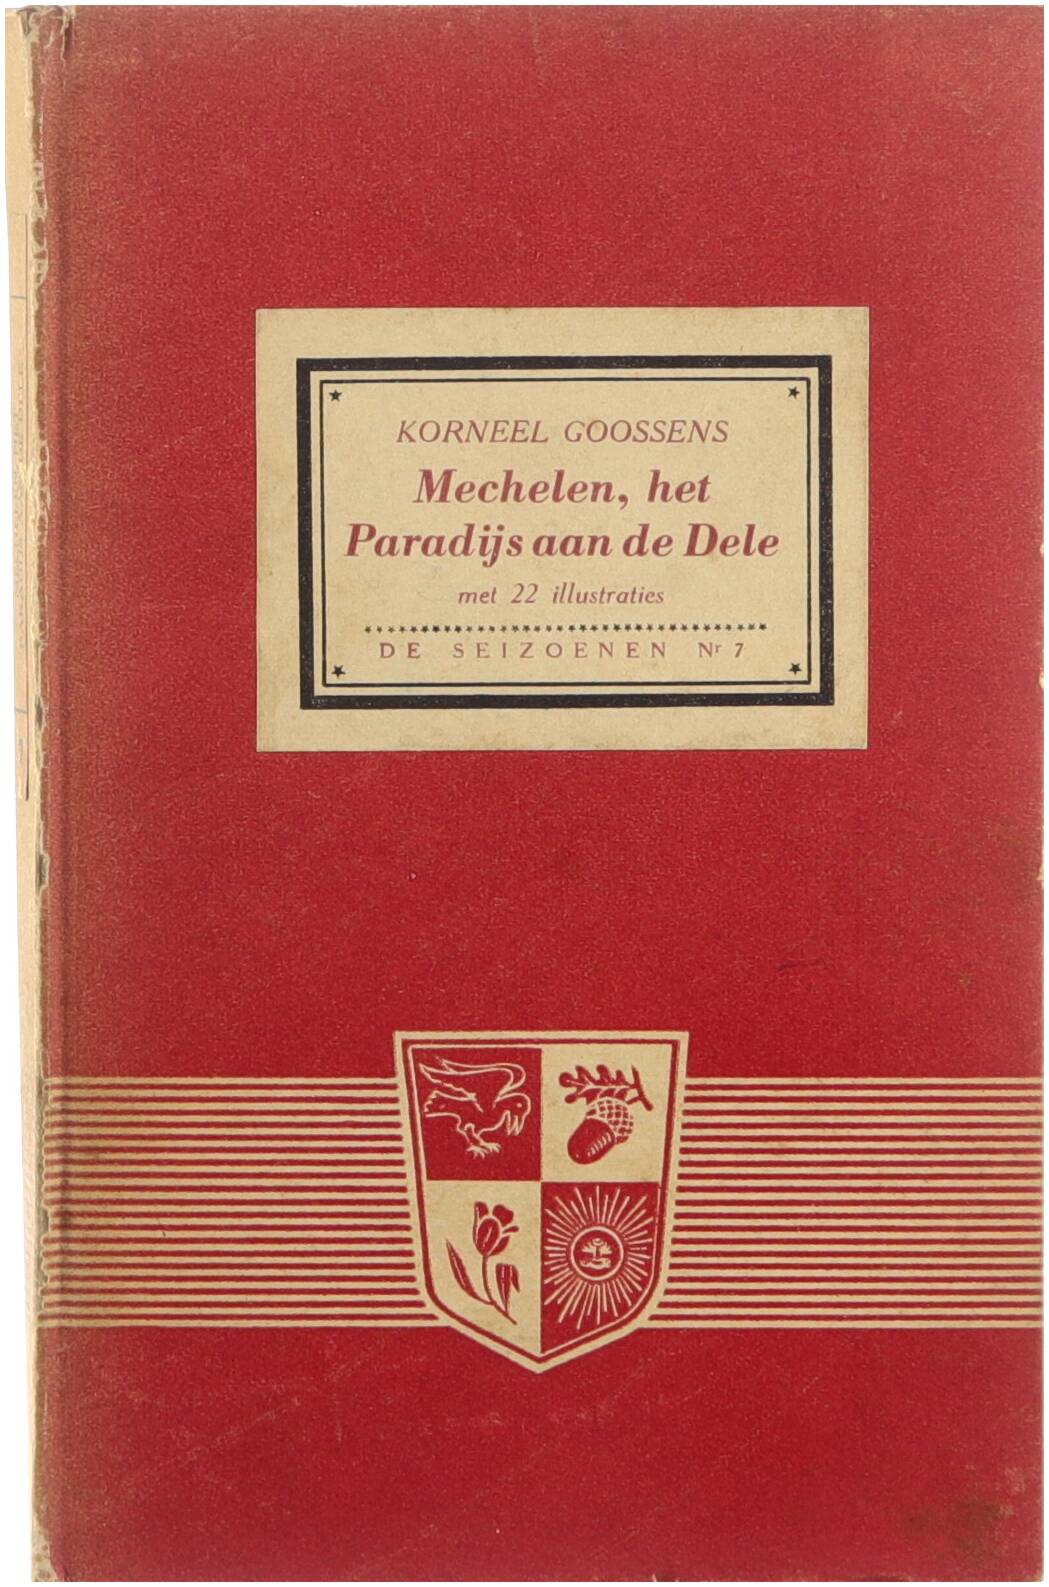 KORNEEL GOOSSENS
Mechelen, het
Paradijs aan de Dele
met 22 illustraties
DE SEIZOENEN Nr 7